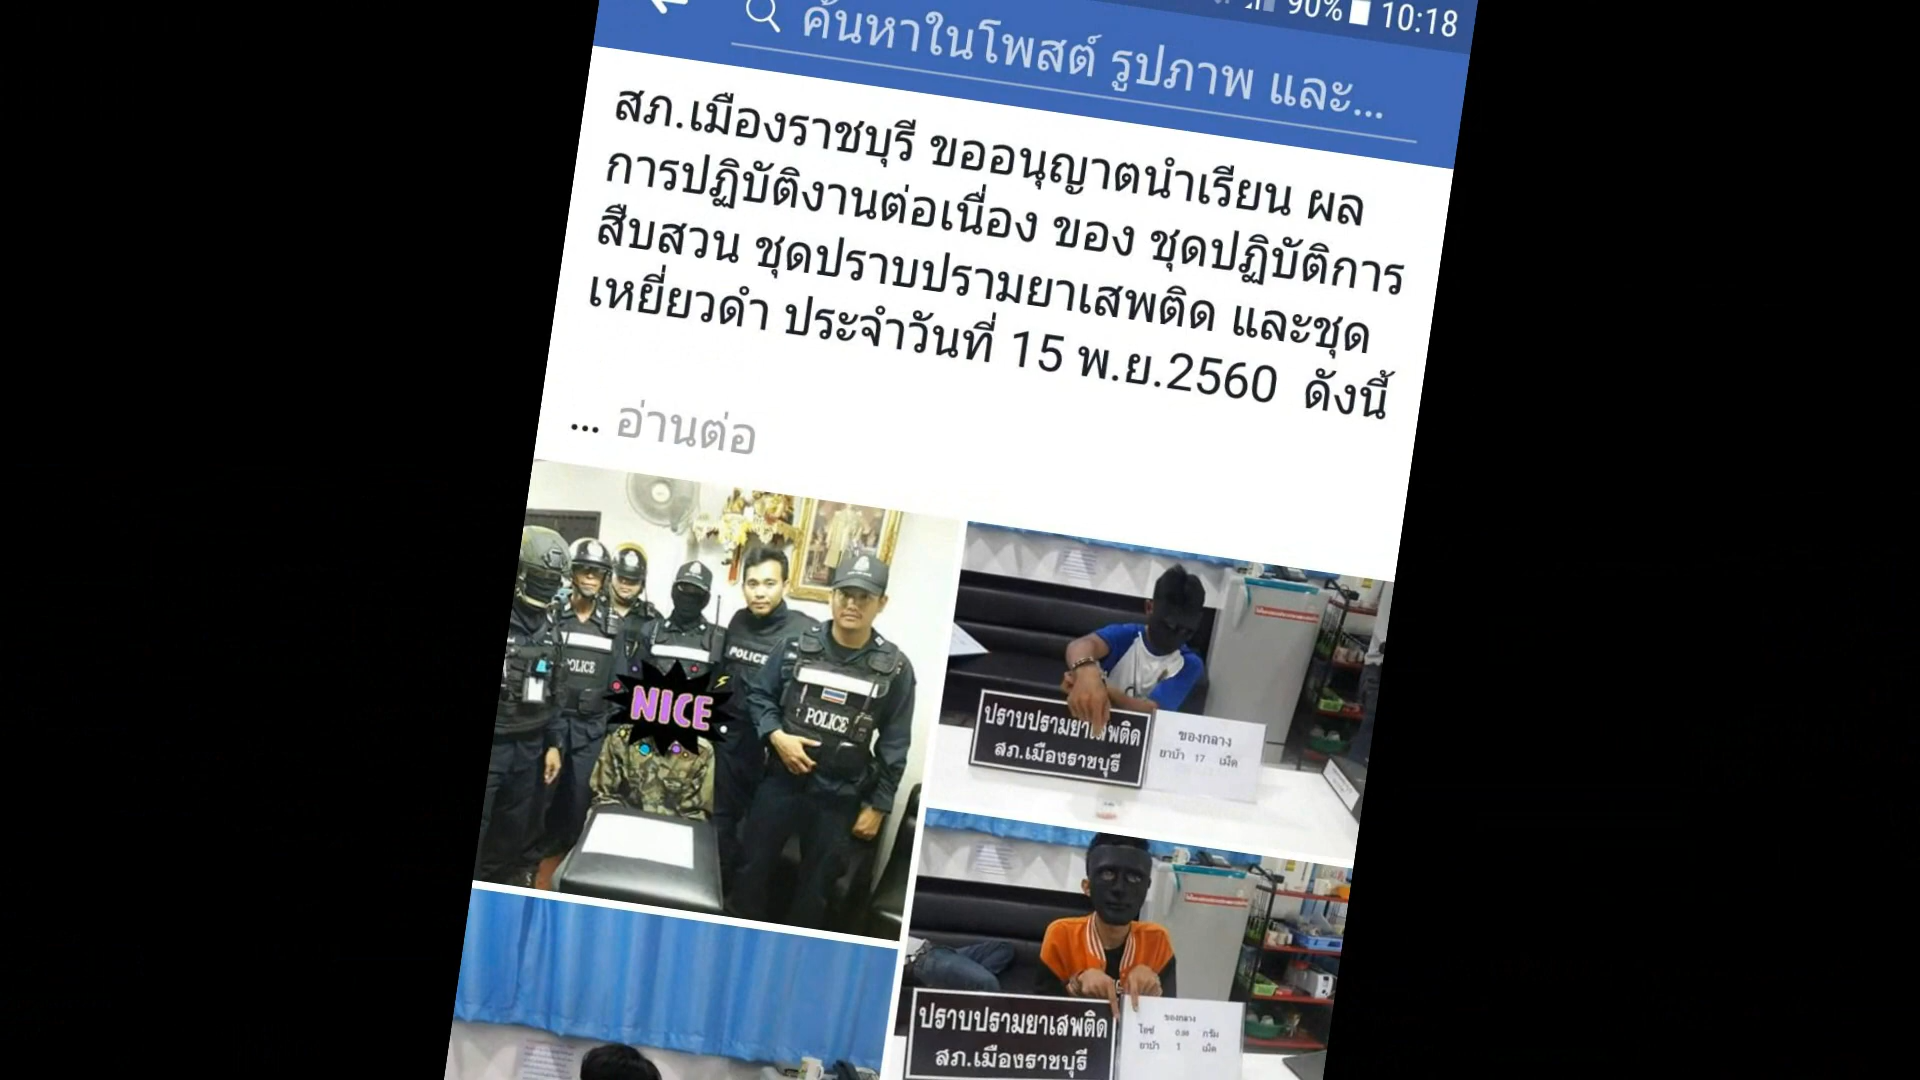 90% 10:18
ค้นหาในโพสต์ รูปภาพ และ...
สภ.เมืองราชบุรี ขออนุญาตนำเรียน ผล
การปฏิบัติงานต่อเนื่อง ของ ชุดปฏิบัติการ
สืบสวน ชุดปราบปรามยาเสพติด และชุด
เหยี่ยวดำ ประจำวันที่ 15 พ.ย.2560 ดังนี้
... อ่านต่อ
POLICE
POLICE
POLICE
NICE
ปราบปรามยาเสพติด
สภ.เมืองราชบุรี
ของกลาง
ยาบ้า 17 เม็ด
ปราบปรามยาเสพติด
สภ.เมืองราชบุรี
ของกลาง
ไอซ์ กรัม
ยาบ้า 1 เม็ด